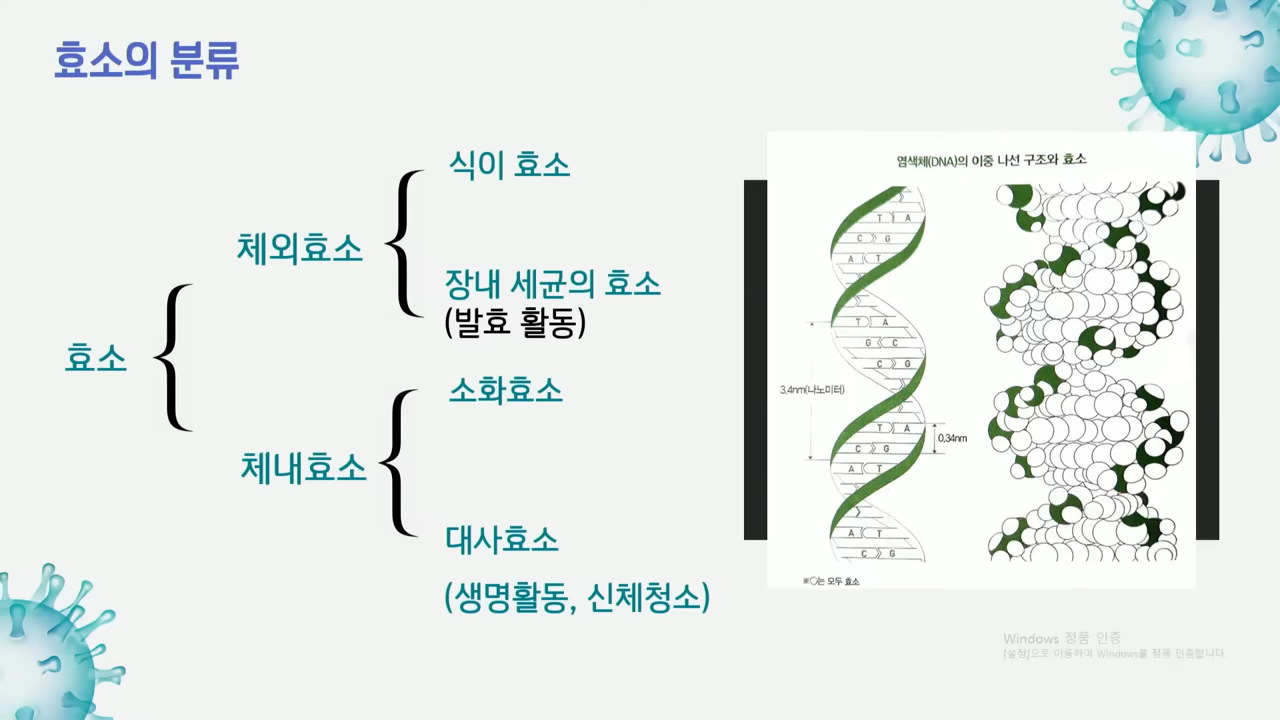 효소의 분류
식이 효소
체외효소
장내 세균의 효소
(발효 활동)
효소
소화효소
체내효소
대사효소
(생명활동, 신체청소)
염색체(DNA)의 이중 나선 구조와 효소
T A
C G
A T
T A
G C
C G
3.4nm(나노미터)
T A
0.34nm
C G
A T
A T
C G
※○는 모두 효소
Windows 정품 인증
[설정]으로 이동하여 Windows를 정품 인증합니다.